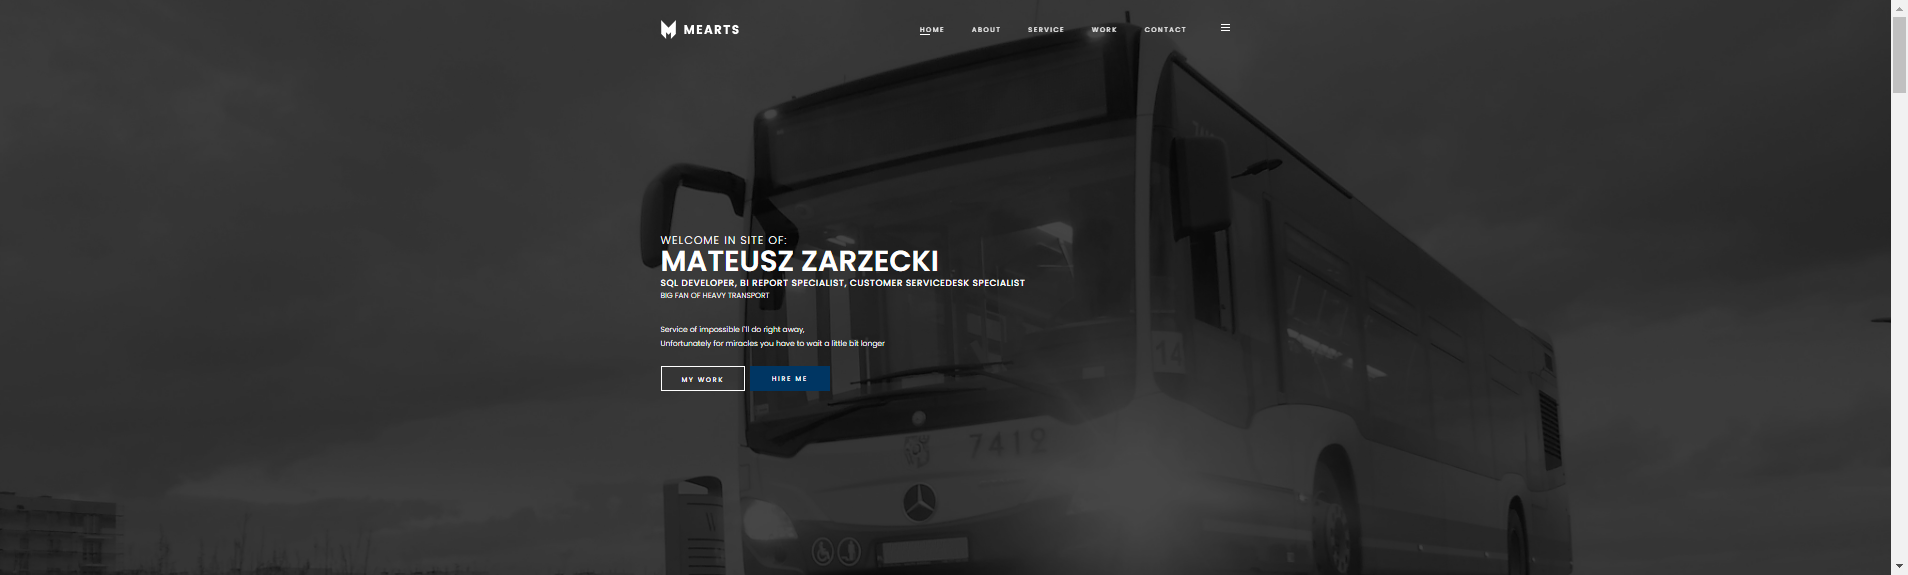 MEARTS
HOME ABOUT SERVICE WORK CONTACT
WELCOME IN SITE OF:
MATEUSZ ZARZECKI
SQL DEVELOPER, BI REPORT SPECIALIST, CUSTOMER SERVICEDESK SPECIALIST
BIG FAN OF HEAVY TRANSPORT
Service of impossible I'll do right away,
Unfortunately for miracles you have to wait a little bit longer
MY WORK HIRE ME
14
7419